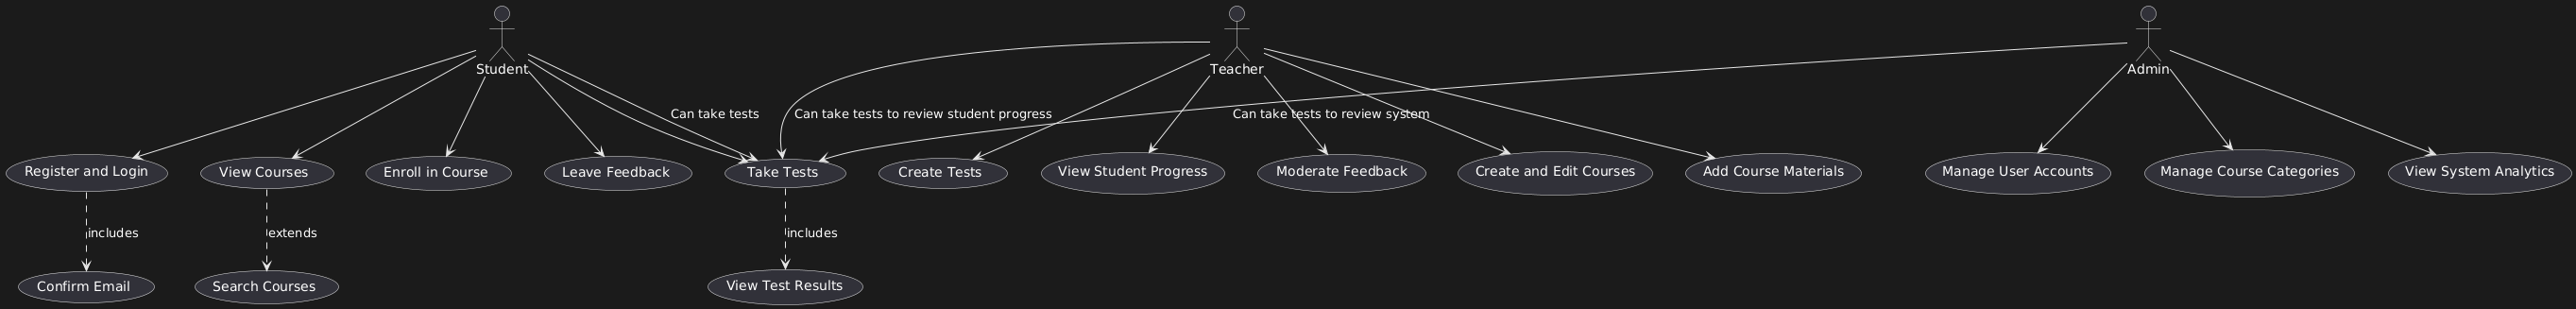 Student
Teacher
Admin
Can take tests
Can take tests to review student progress
Can take tests to review system
Register and Login
View Courses
Enroll in Course
Leave Feedback
Take Tests
Create Tests
View Student Progress
Moderate Feedback
Create and Edit Courses
Add Course Materials
Manage User Accounts
Manage Course Categories
View System Analytics
includes
extends
includes
Confirm Email
Search Courses
View Test Results